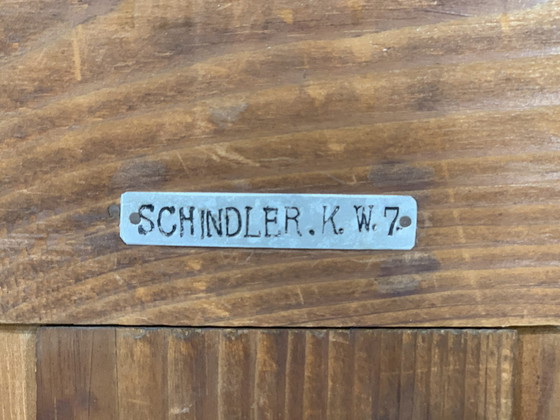 SCHINDLER. K. W. 7.